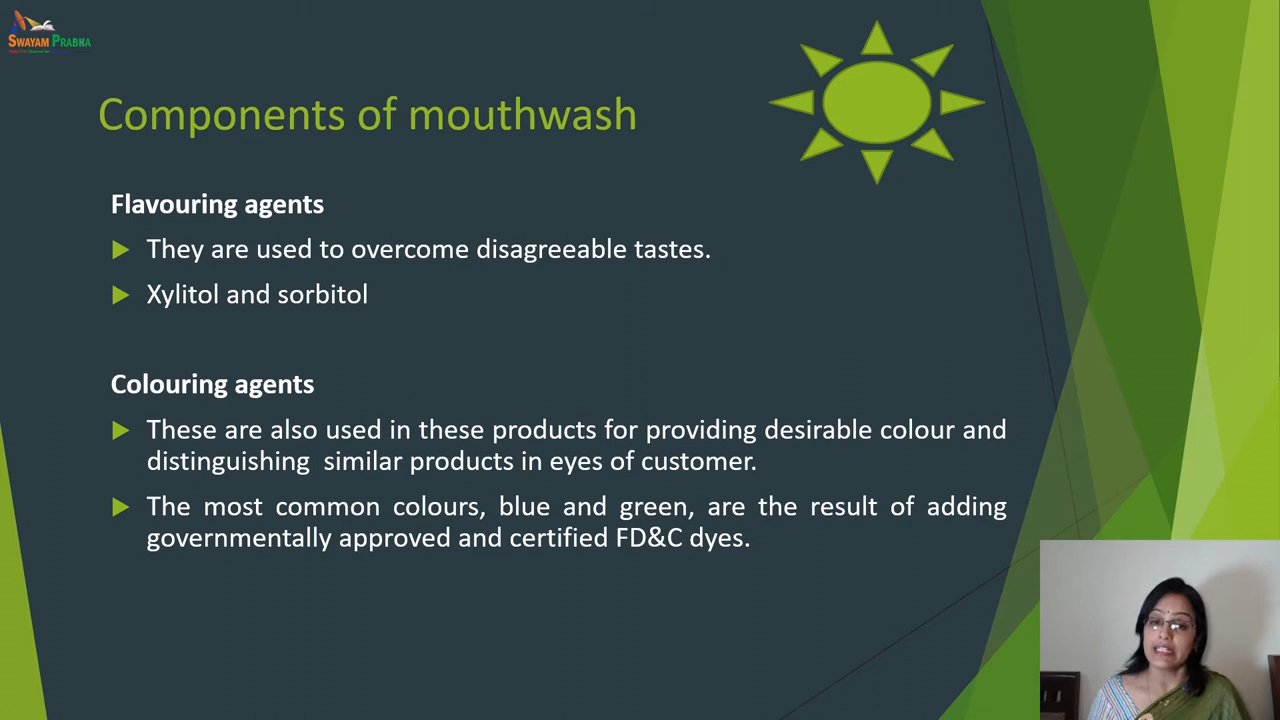 SWAYAM PRABHA
Components of mouthwash
Flavouring agents
They are used to overcome disagreeable tastes.
Xylitol and sorbitol
Colouring agents
These are also used in these products for providing desirable colour and
distinguishing similar products in eyes of customer.
The most common colours, blue and green, are the result of adding
governmentally approved and certified FD&C dyes.